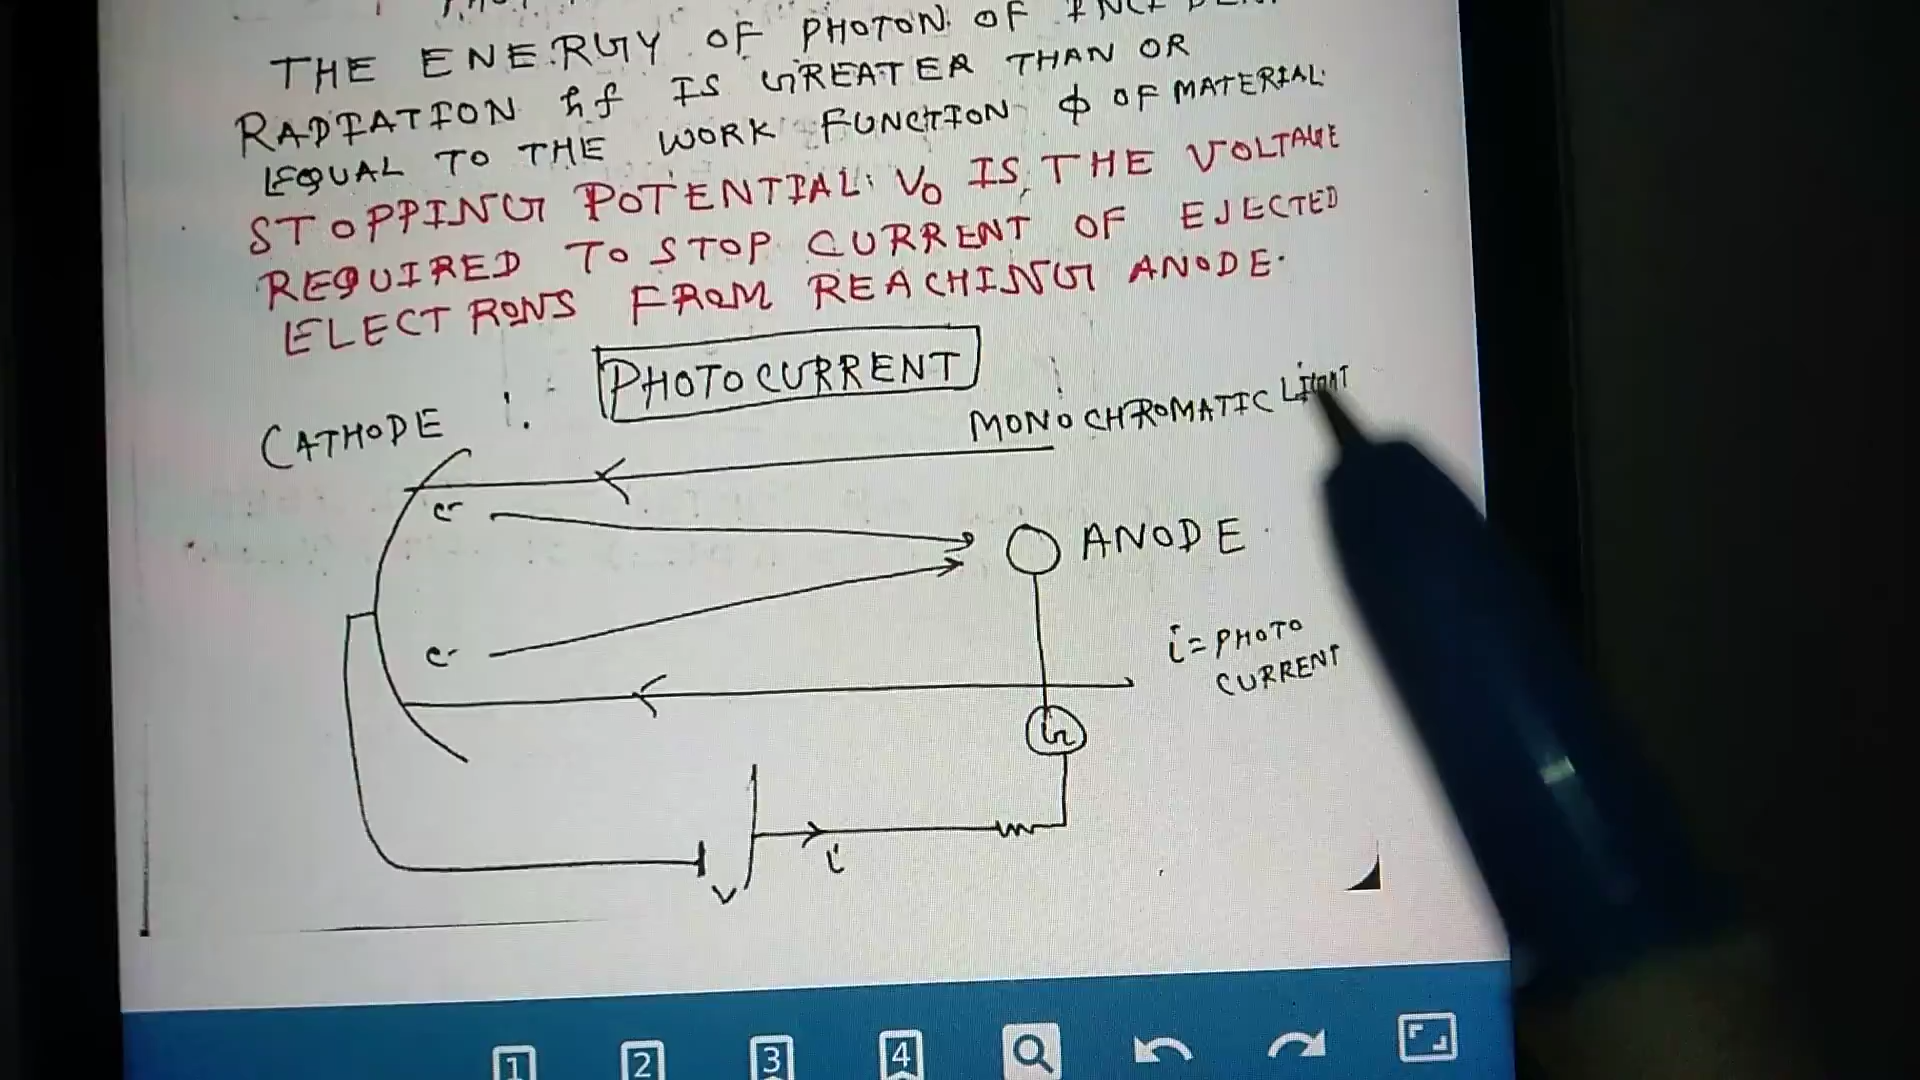 THE ENERGY OF PHOTON OF
RADIATION hf IS GREATER THAN OR
EQUAL TO THE WORK FUNCTION ϕ OF MATERIAL.
STOPPING POTENTIAL: V0 IS THE VOLTAGE
REQUIRED TO STOP CURRENT OF EJECTED
ELECTRONS FROM REACHING ANODE.
PHOTOCURRENT
CATHODE
MONOCHROMATIC LIGHT
e-
ANODE
e-
i = PHOTO
CURRENT
i
V
1 2 3 4